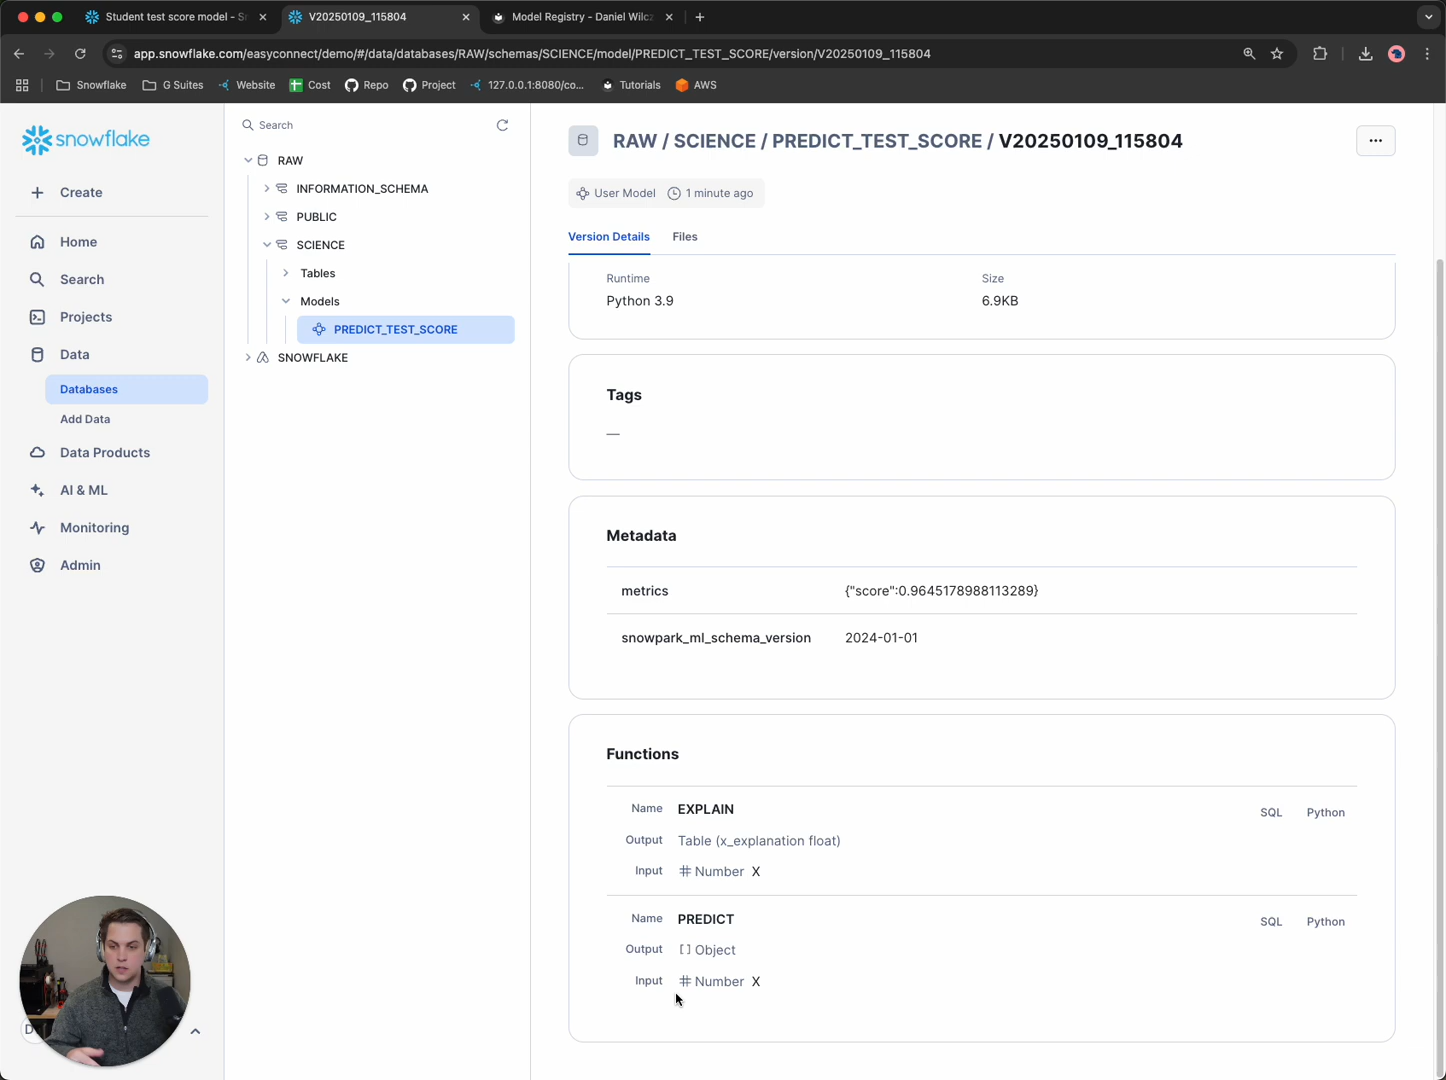 Student test score model - Sn
V20250109_115804
Model Registry - Daniel Wilcz
app.snowflake.com/easyconnect/demo/#/data/databases/RAW/schemas/SCIENCE/model/PREDICT_TEST_SCORE/version/V20250109_115804
Snowflake
G Suites
Website
Cost
Repo
Project
127.0.0.1:8080/co...
Tutorials
AWS
snowflake
Create
Home
Search
Projects
Data
Databases
Add Data
Data Products
AI & ML
Monitoring
Admin
D
Search
RAW
INFORMATION_SCHEMA
PUBLIC
SCIENCE
Tables
Models
PREDICT_TEST_SCORE
SNOWFLAKE
RAW / SCIENCE / PREDICT_TEST_SCORE / V20250109_115804
...
User Model 1 minute ago
Version Details Files
Runtime Size
Python 3.9 6.9KB
Tags
—
Metadata
metrics {"score":0.9645178988113289}
snowpark_ml_schema_version 2024-01-01
Functions
Name EXPLAIN SQL Python
Output Table (x_explanation float)
Input # Number X
Name PREDICT SQL Python
Output [] Object
Input # Number X